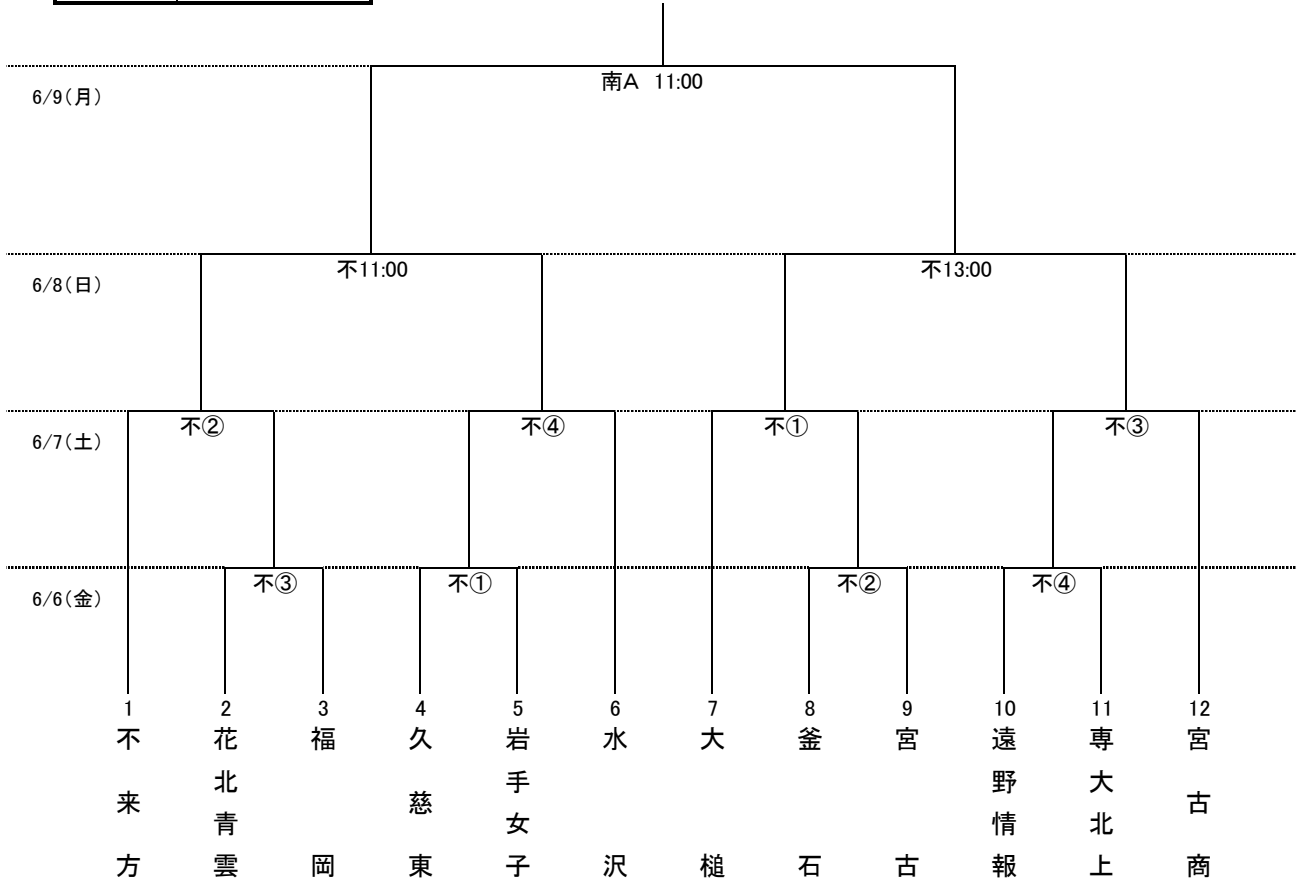 南A 11:00
6/9(月)
不11:00
不13:00
6/8(日)
不②
不④
不①
不③
6/7(土)
不③
不①
不②
不④
6/6(金)
1
2
3
4
5
6
7
8
9
10
11
12
不来方
花北青雲
福岡
久慈東
岩手女子
水沢
大槌
釜石
宮古
遠野情報
専大北上
宮古商